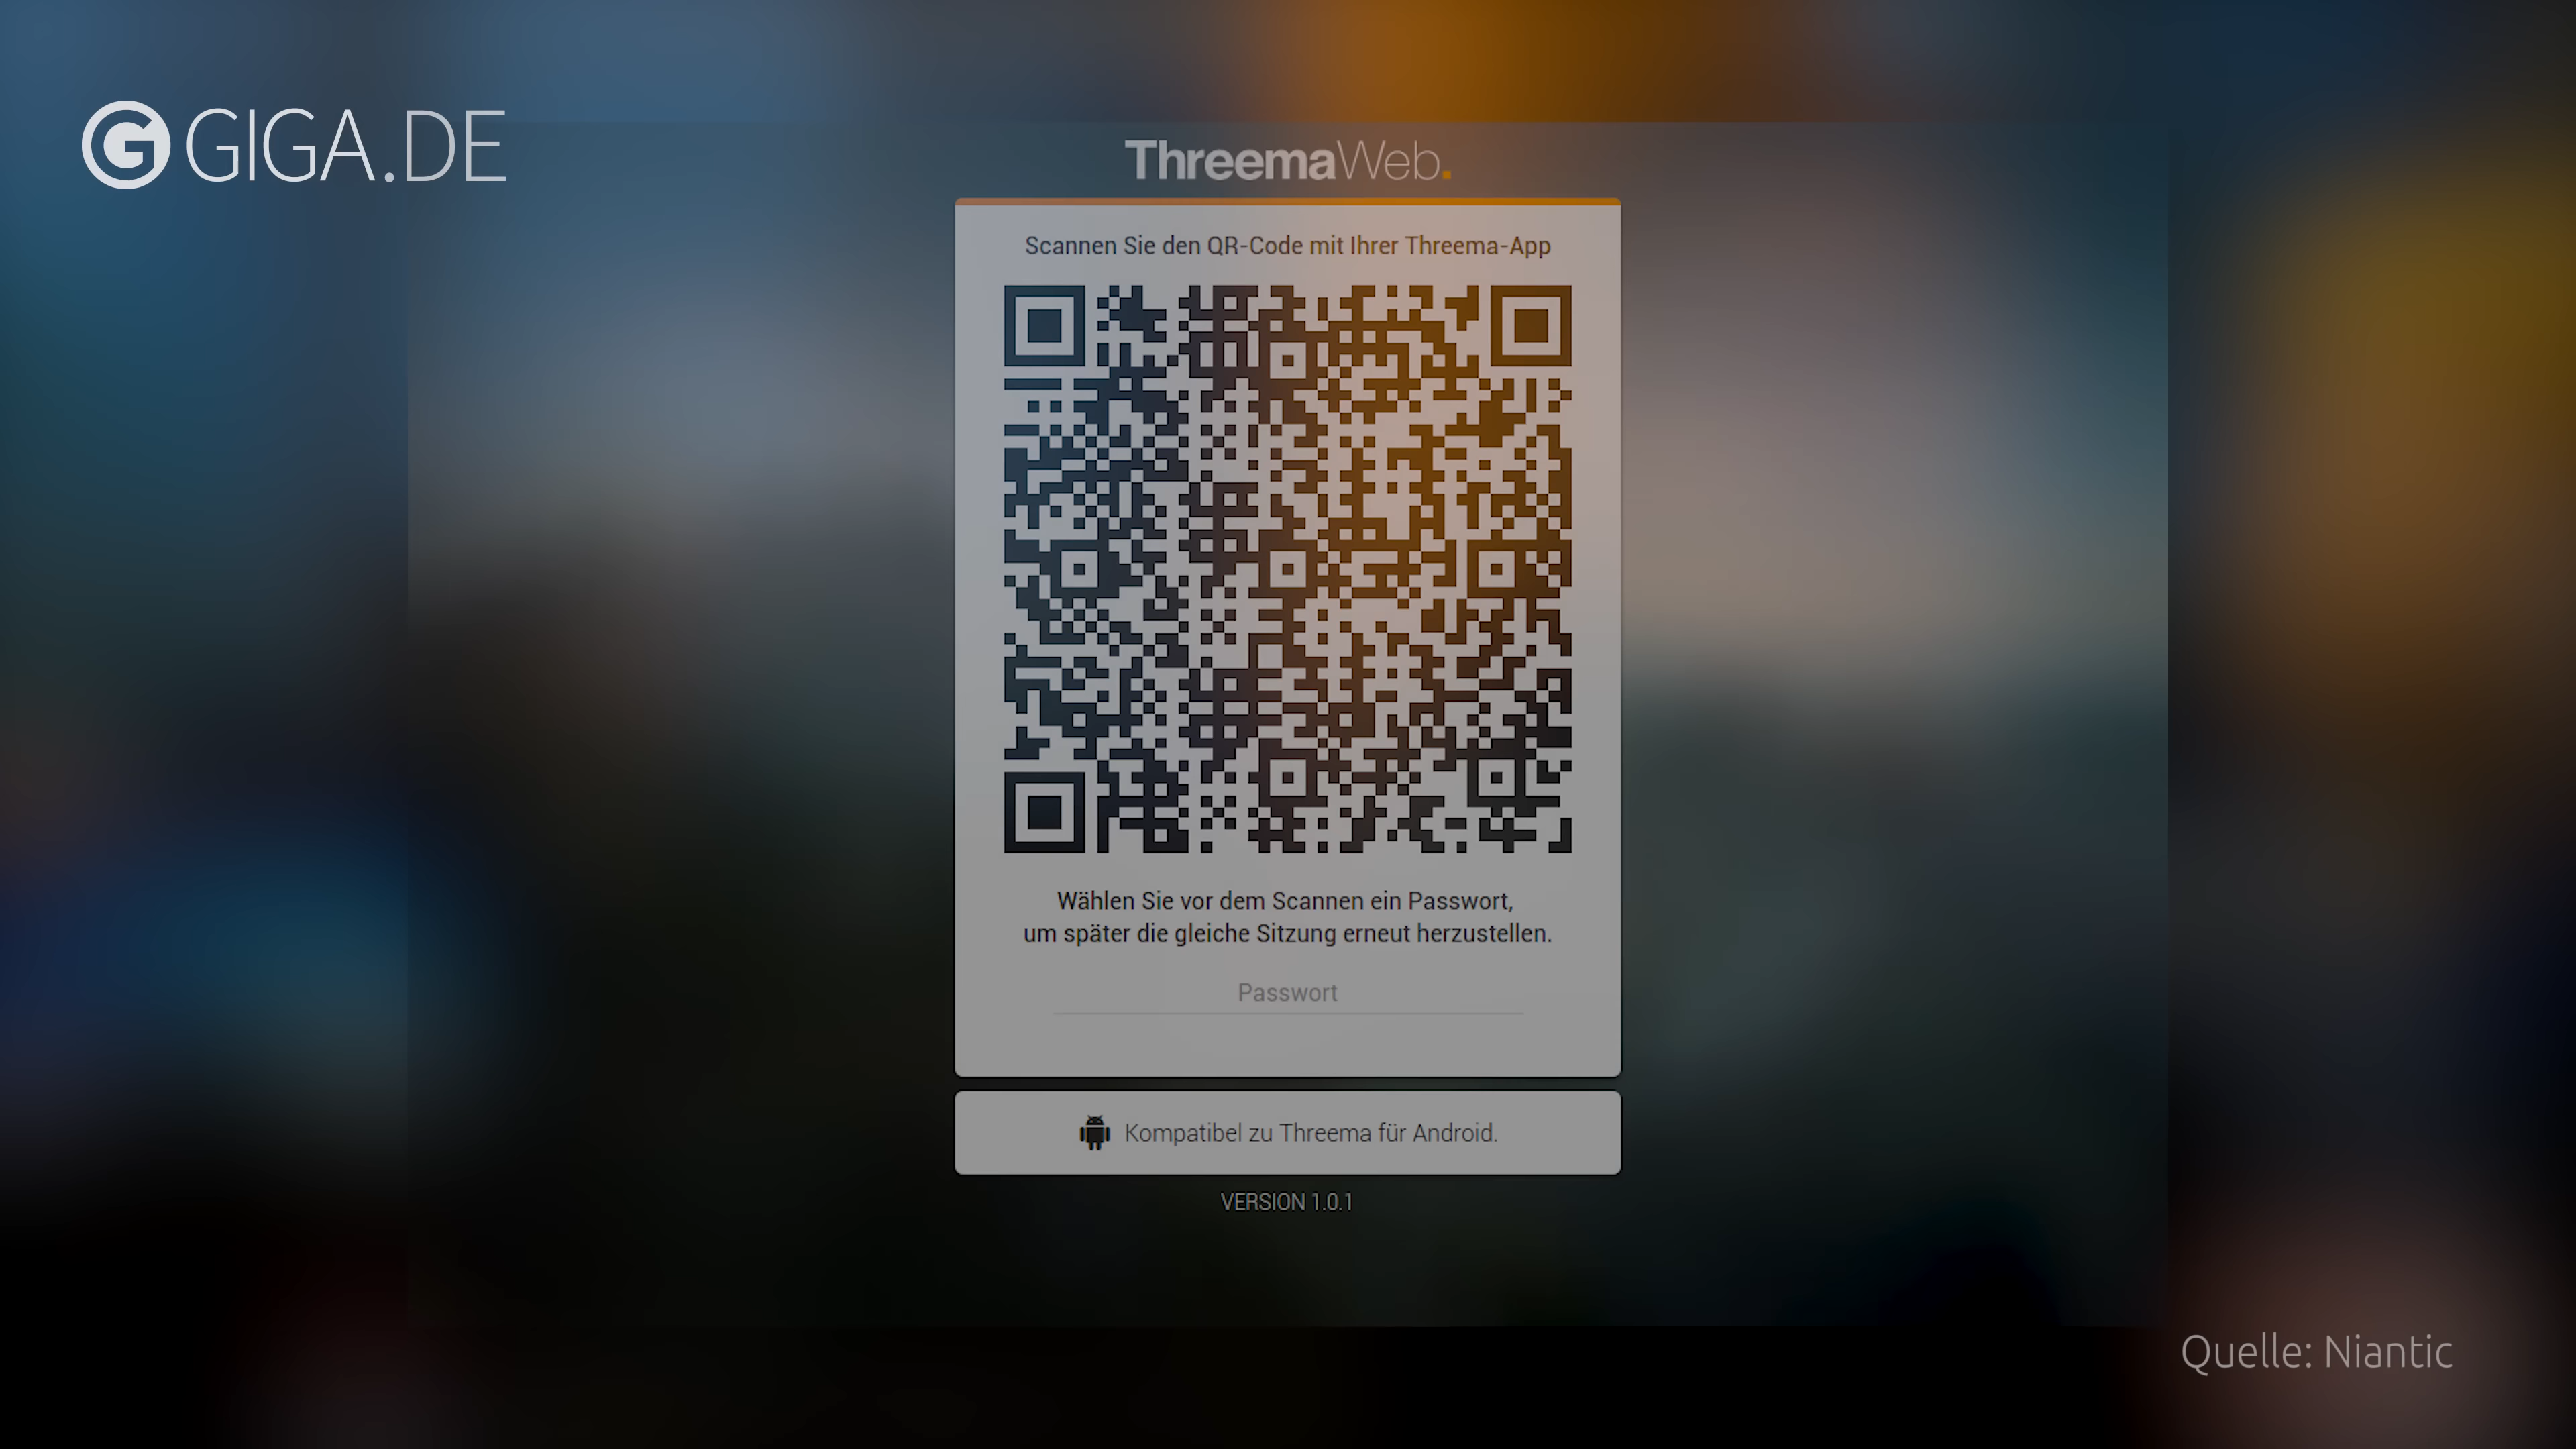 GIGA.DE
ThreemaWeb.
Scannen Sie den QR-Code mit Ihrer Threema-App
Wählen Sie vor dem Scannen ein Passwort,
um später die gleiche Sitzung erneut herzustellen.
Passwort
Kompatibel zu Threema für Android.
VERSION 1.0.1
Quelle: Niantic